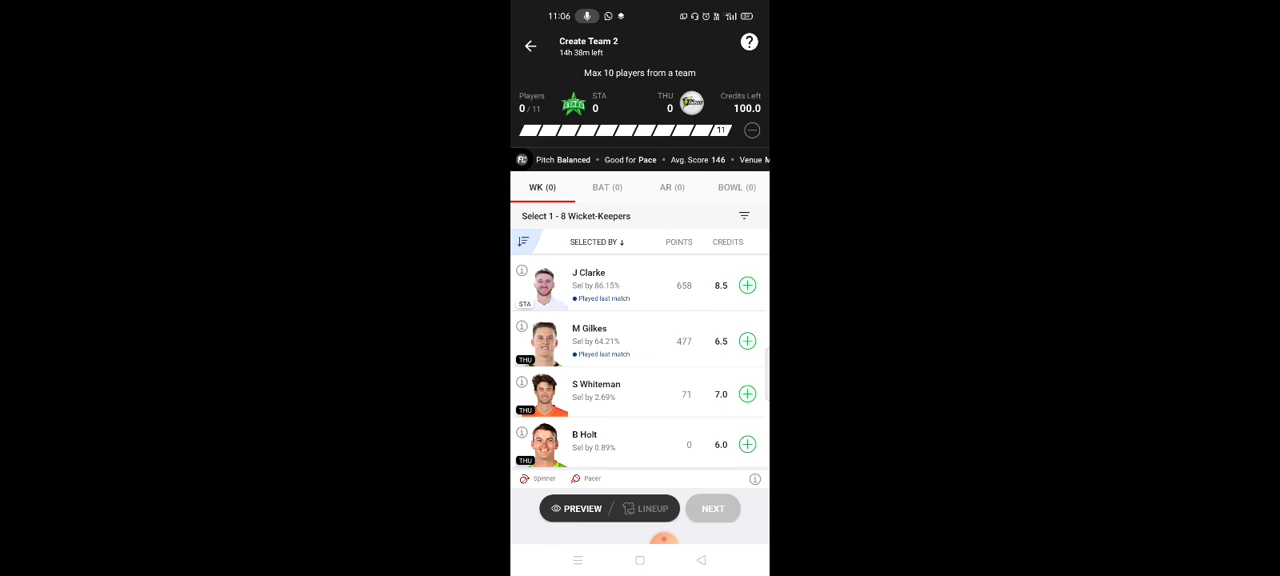 11:06
Create Team 2
14h 38m left
?
Max 10 players from a team
Players STA THU Credits Left
0 / 11 0 0 100.0
11
Pitch Balanced • Good for Pace • Avg. Score 146 • Venue M
WK (0) BAT (0) AR (0) BOWL (0)
Select 1 - 8 Wicket-Keepers
SELECTED BY ↓ POINTS CREDITS
J Clarke
Sel by 86.15% 658 8.5
Played last match
STA
M Gilkes
Sel by 64.21% 477 6.5
Played last match
THU
S Whiteman
Sel by 2.69% 71 7.0
THU
B Holt
Sel by 0.89% 0 6.0
THU
Spinner Pacer
PREVIEW / LINEUP NEXT